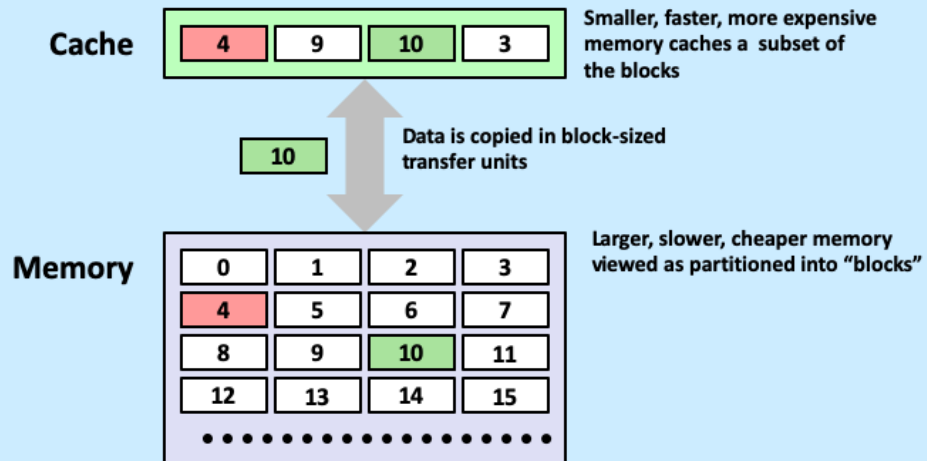 Cache
4 9 10 3
Smaller, faster, more expensive
memory caches a subset of
the blocks
10
Data is copied in block-sized
transfer units
Memory
Larger, slower, cheaper memory
viewed as partitioned into “blocks”
0 1 2 3
4 5 6 7
8 9 10 11
12 13 14 15